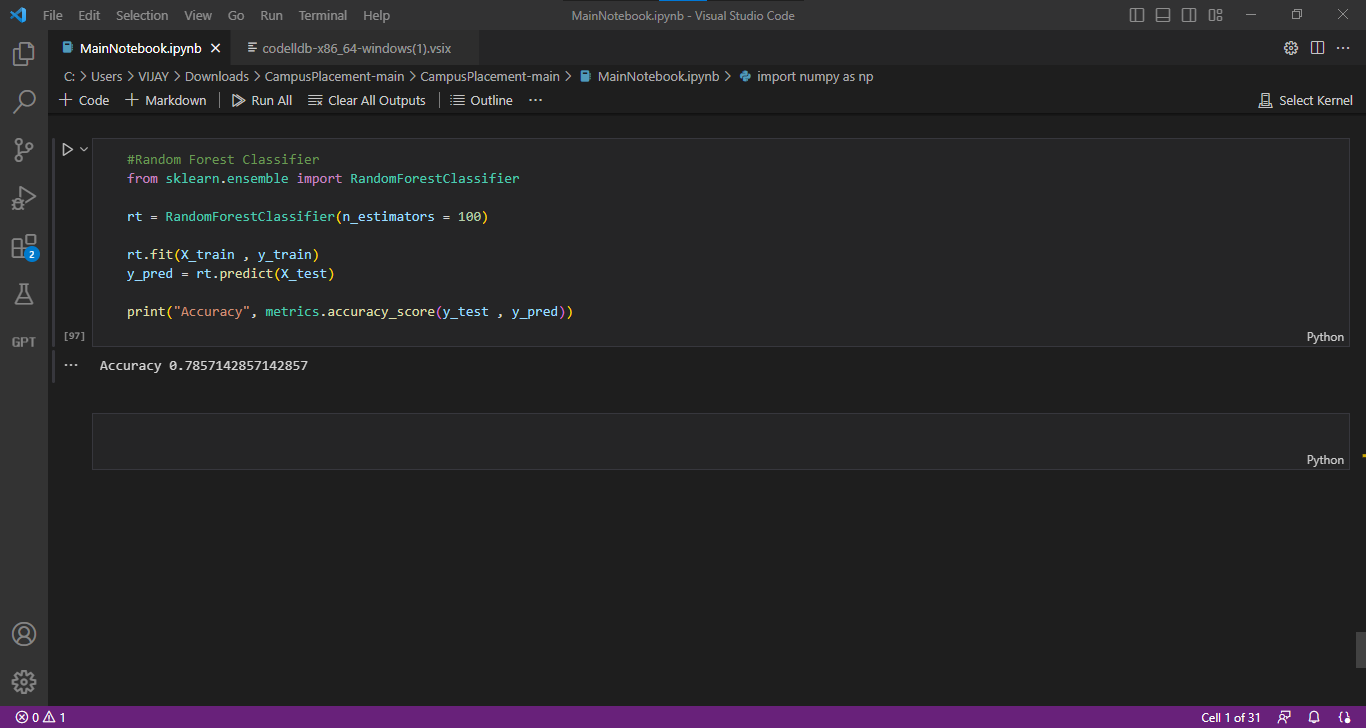 File Edit Selection View Go Run Terminal Help MainNotebook.ipynb - Visual Studio Code
MainNotebook.ipynb codelldb-x86_64-windows(1).vsix
C: > Users > VIJAY > Downloads > CampusPlacement-main > CampusPlacement-main > MainNotebook.ipynb > import numpy as np
+ Code + Markdown | Run All Clear All Outputs | Outline ··· Select Kernel
#Random Forest Classifier
from sklearn.ensemble import RandomForestClassifier
rt = RandomForestClassifier(n_estimators = 100)
rt.fit(X_train , y_train)
y_pred = rt.predict(X_test)
print("Accuracy", metrics.accuracy_score(y_test , y_pred))
[97] Python
··· Accuracy 0.7857142857142857
Python
2
GPT
0 1 Cell 1 of 31